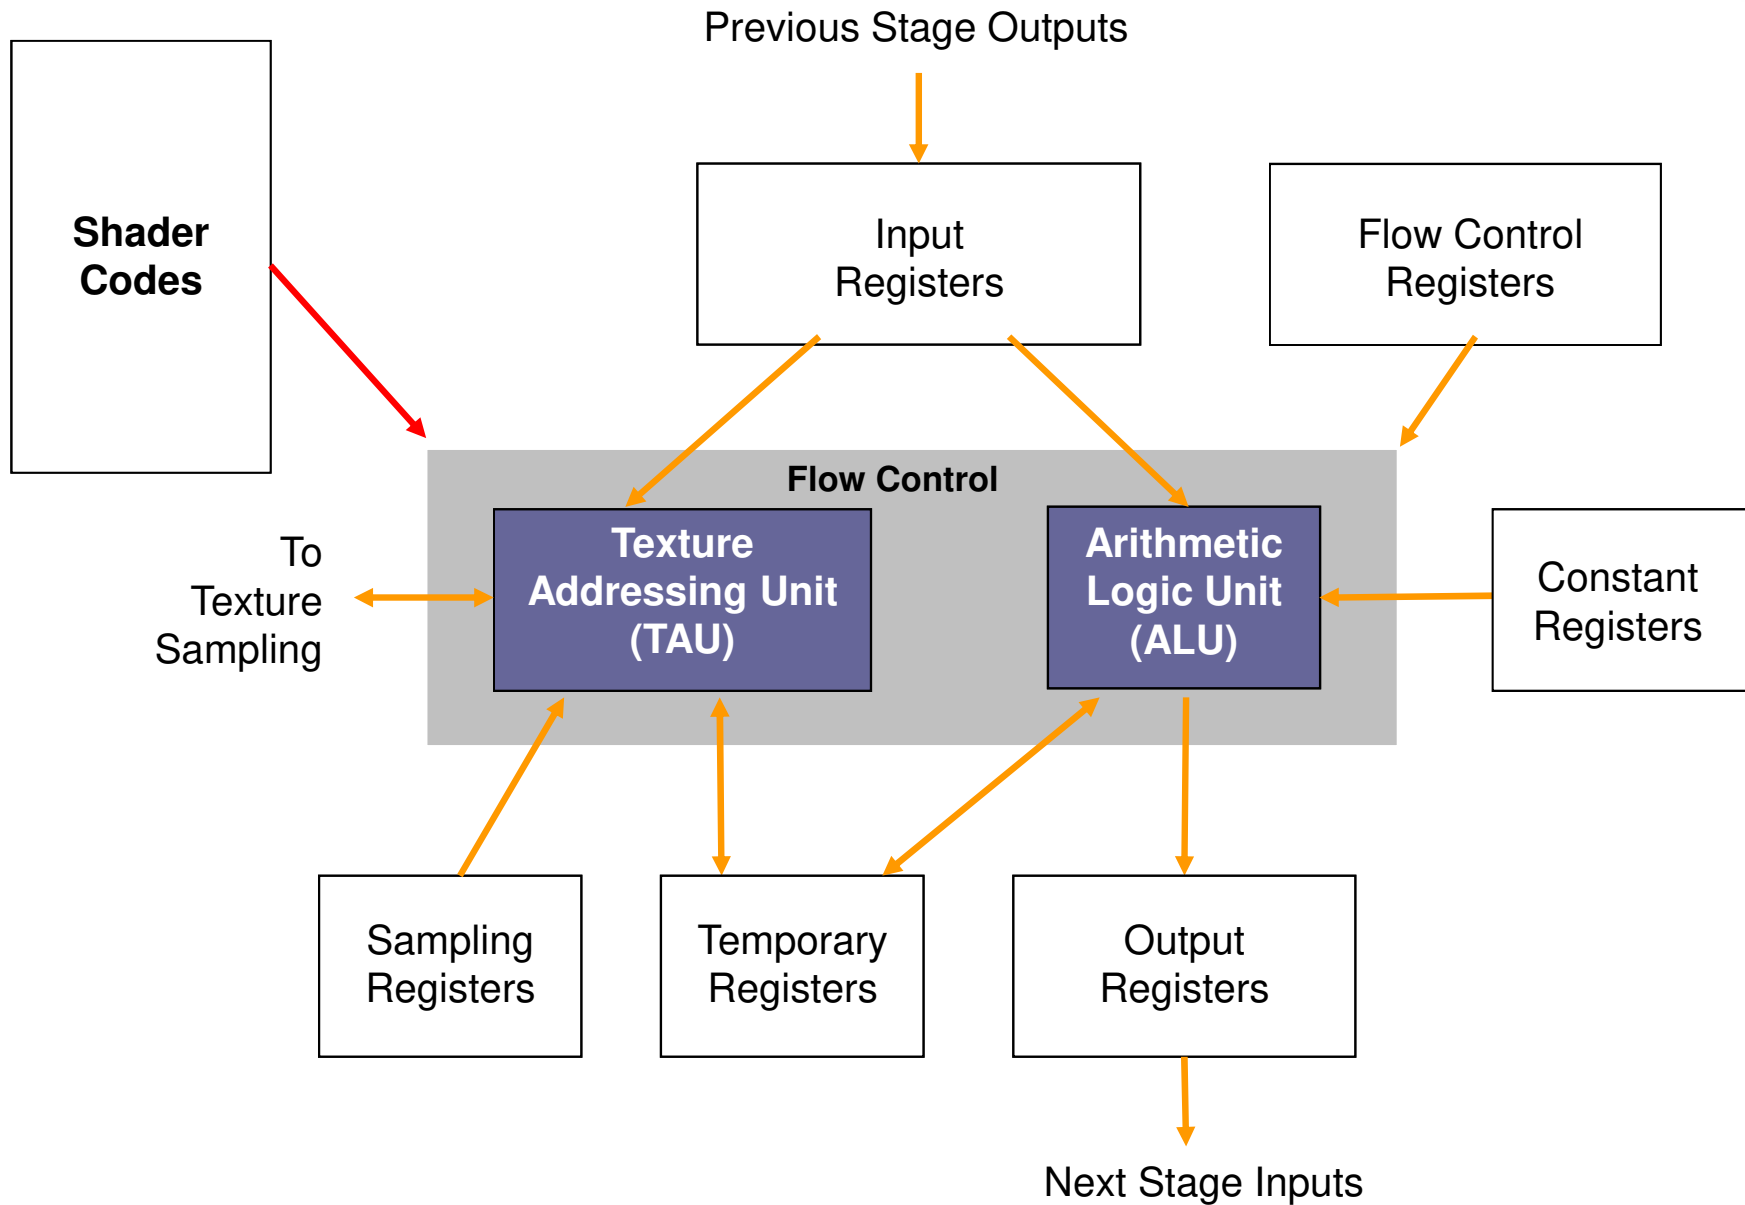 Previous Stage Outputs
Shader
Codes
Input
Registers
Flow Control
Registers
Flow Control
To
Texture
Sampling
Texture
Addressing Unit
(TAU)
Arithmetic
Logic Unit
(ALU)
Constant
Registers
Sampling
Registers
Temporary
Registers
Output
Registers
Next Stage Inputs